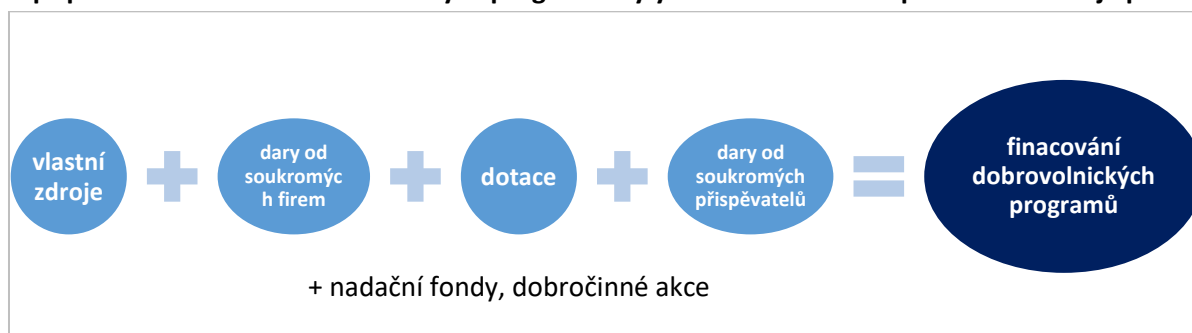 vlastní
zdroje
dary od
soukromýc
h firem
dotace
dary od
soukromých
přispěvatelů
finacování
dobrovolnických
programů
+ nadační fondy, dobročinné akce